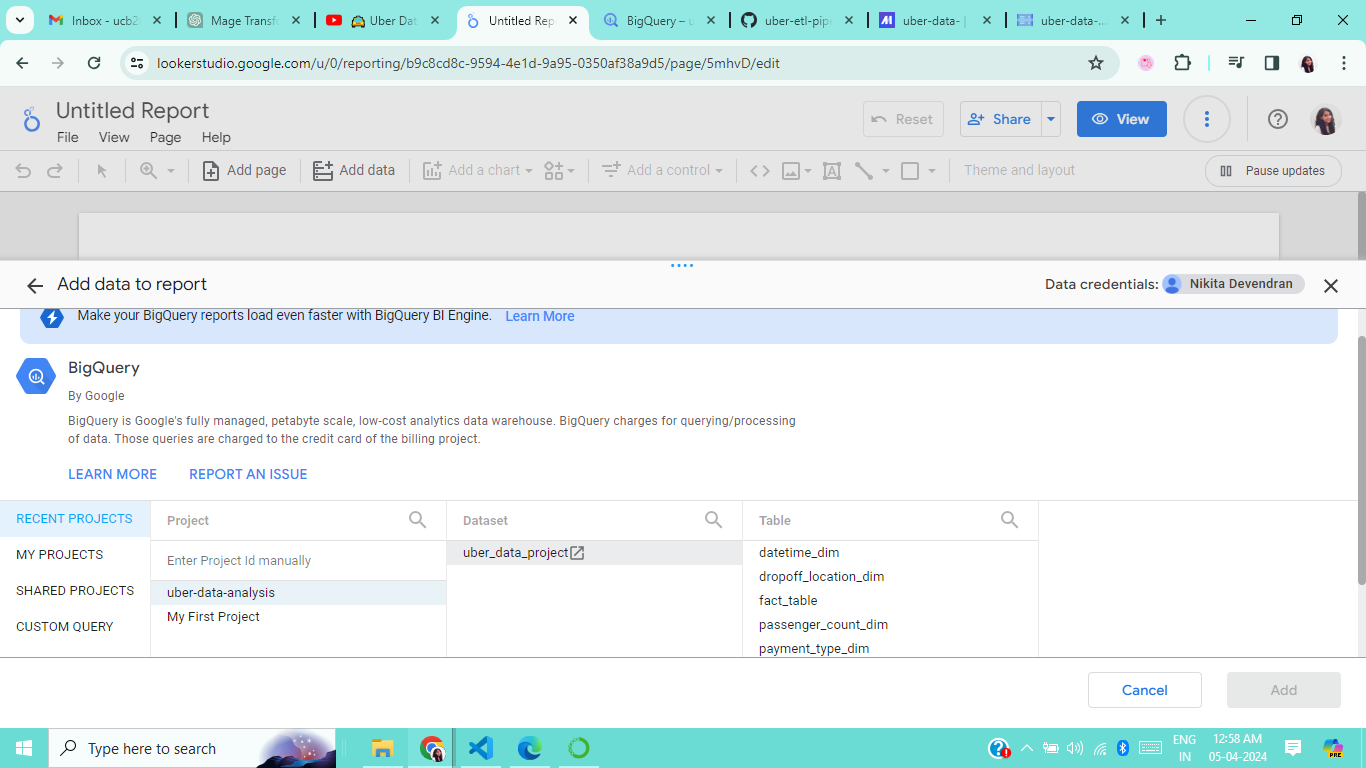 Inbox - ucb2
Mage Transf
Uber Dat
Untitled Rep
BigQuery – u
uber-etl-pip
uber-data- |
uber-data-...
lookerstudio.google.com/u/0/reporting/b9c8cd8c-9594-4e1d-9a95-0350af38a9d5/page/5mhvD/edit
Untitled Report
File View Page Help
Reset
Share
View
Add page
Add data
Add a chart
Add a control
Theme and layout
Pause updates
Add data to report
Data credentials: Nikita Devendran
Make your BigQuery reports load even faster with BigQuery BI Engine. Learn More
BigQuery
By Google
BigQuery is Google's fully managed, petabyte scale, low-cost analytics data warehouse. BigQuery charges for querying/processing
of data. Those queries are charged to the credit card of the billing project.
LEARN MORE REPORT AN ISSUE
RECENT PROJECTS
MY PROJECTS
SHARED PROJECTS
CUSTOM QUERY
Project
Enter Project Id manually
uber-data-analysis
My First Project
Dataset
uber_data_project
Table
datetime_dim
dropoff_location_dim
fact_table
passenger_count_dim
payment_type_dim
Cancel
Add
Type here to search
ENG
IN
12:58 AM
05-04-2024
PRE